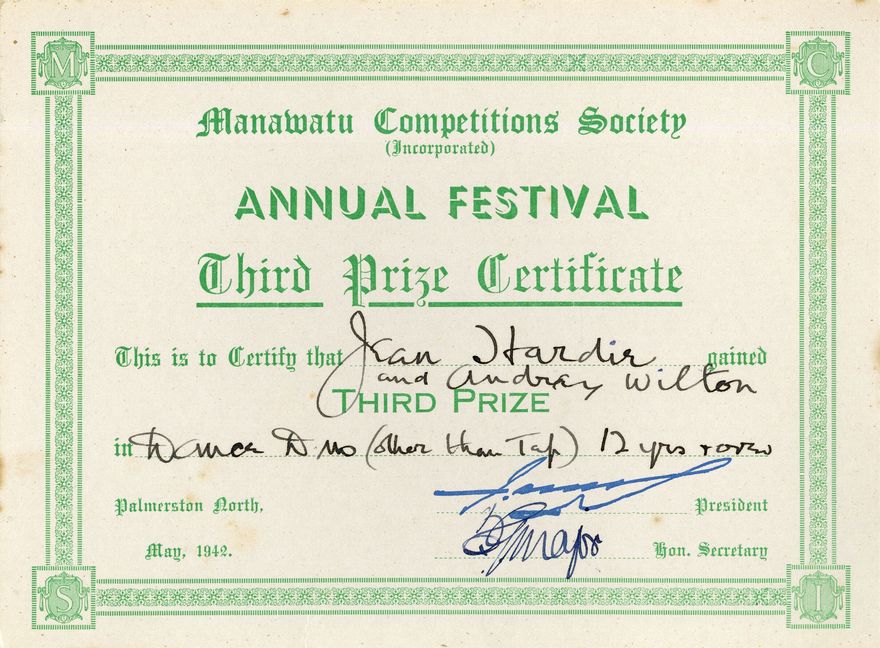 M C
Manawatu Competitions Society
(Incorporated)
ANNUAL FESTIVAL
Third Prize Certificate
This is to Certify that Jean Hardie gained
and Audrey Wilton
THIRD PRIZE
in Dance Duo (other than Tap) 12 yrs & over
Palmerston North, President
May, 1942. Hon. Secretary
S I